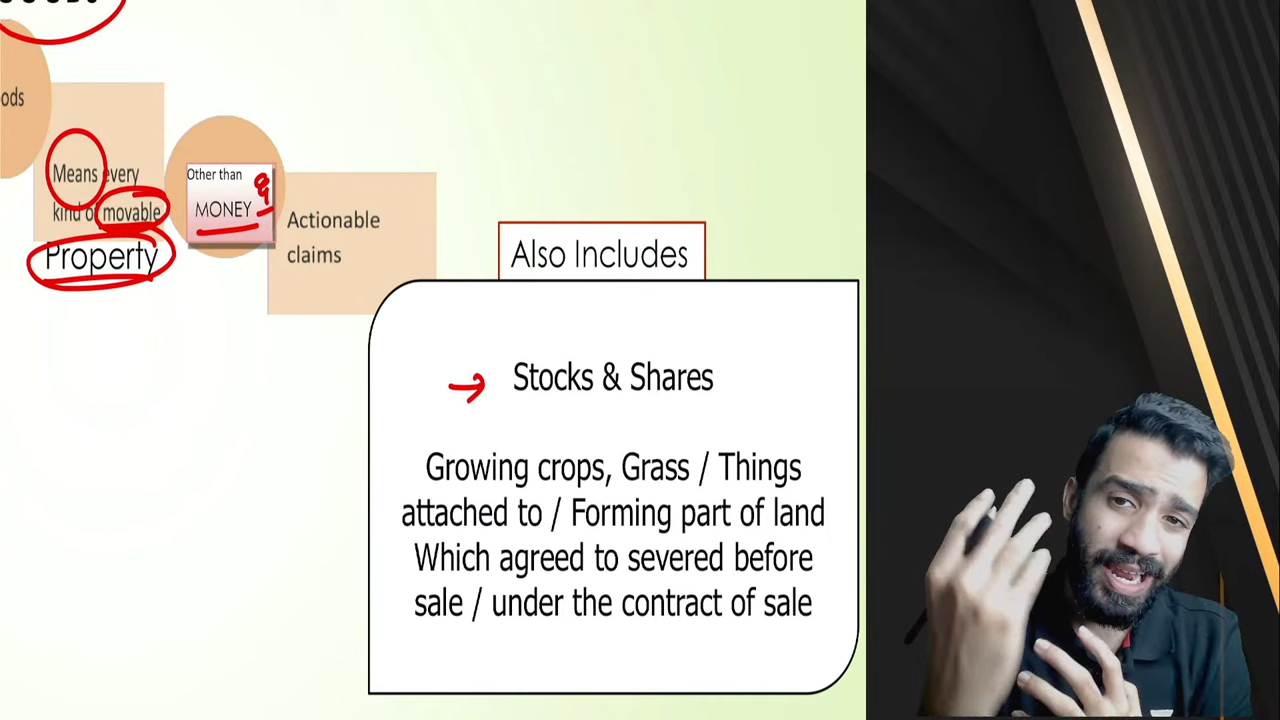 ods
Means every
kind of movable
Property
Other than
MONEY &
Actionable
claims
Also Includes
→ Stocks & Shares
Growing crops, Grass / Things
attached to / Forming part of land
Which agreed to severed before
sale / under the contract of sale